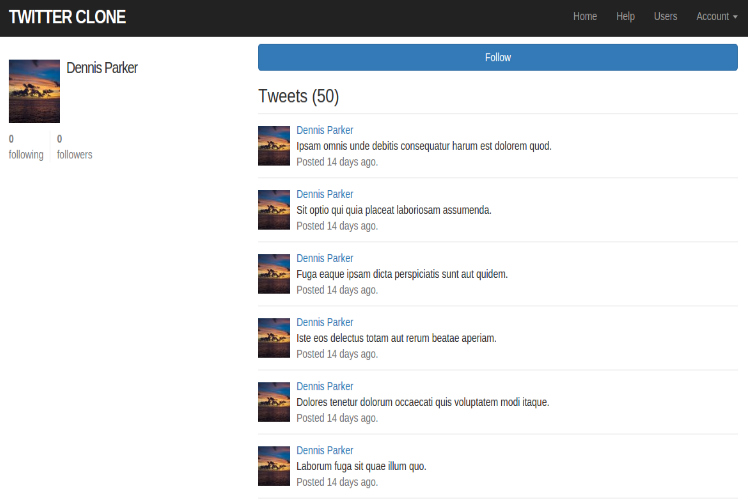 TWITTER CLONE
Home Help Users Account
Dennis Parker
0 0
following followers
Follow
Tweets (50)
Dennis Parker
Ipsam omnis unde debitis consequatur harum est dolorem quod.
Posted 14 days ago.
Dennis Parker
Sit optio qui quia placeat laboriosam assumenda.
Posted 14 days ago.
Dennis Parker
Fuga eaque ipsam dicta perspiciatis sunt aut quidem.
Posted 14 days ago.
Dennis Parker
Iste eos delectus totam aut rerum beatae aperiam.
Posted 14 days ago.
Dennis Parker
Dolores tenetur dolorum occaecati quis voluptatem modi itaque.
Posted 14 days ago.
Dennis Parker
Laborum fuga sit quae illum quo.
Posted 14 days ago.